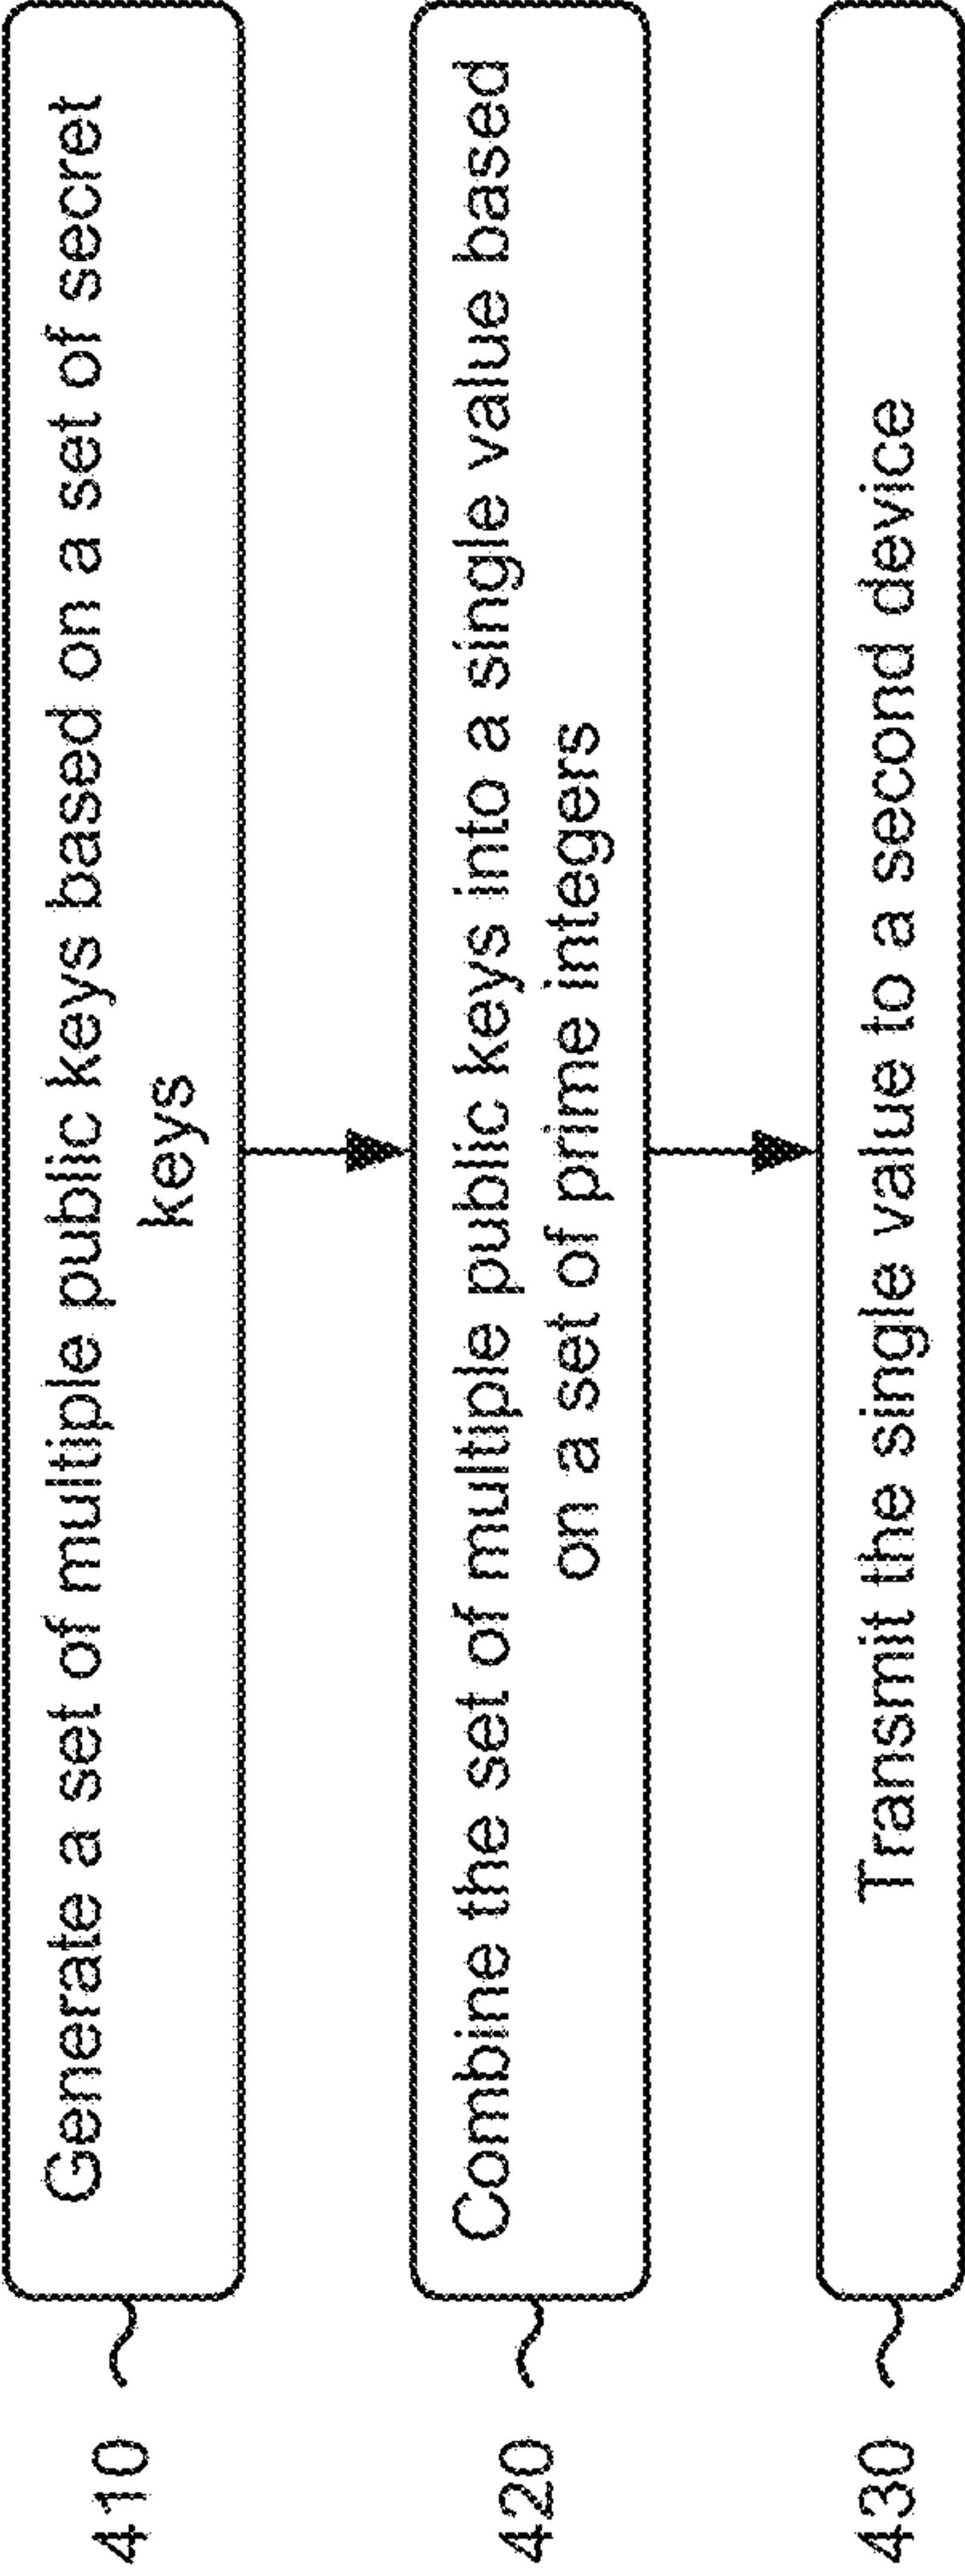 410
Generate a set of multiple public keys based on a set of secret
keys
420
Combine the set of multiple public keys into a single value based
on a set of prime integers
430
Transmit the single value to a second device